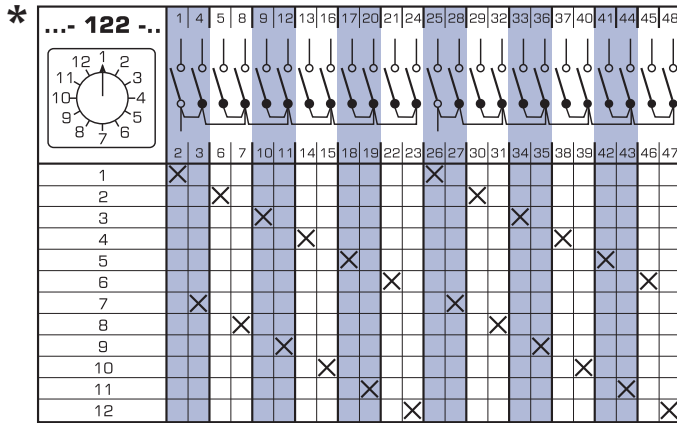 *
...- 122 -..
1 4 5 8 9 12 13 16 17 20 21 24 25 28 29 32 33 36 37 40 41 44 45 48
12 1 2
11 3
10 4
9 5
8 7 6
2 3 6 7 10 11 14 15 18 19 22 23 26 27 30 31 34 35 38 39 42 43 46 47
1 X X
2 X X
3 X X
4 X X
5 X X
6 X X
7 X X
8 X X
9 X X
10 X X
11 X X
12 X X